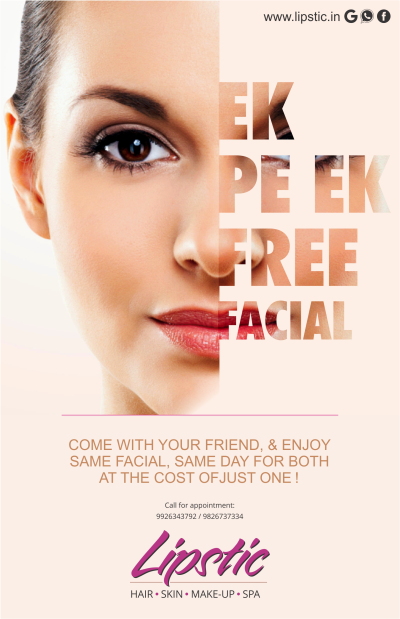 www.lipstic.in
EK
PE EK
FREE
FACIAL
COME WITH YOUR FRIEND, & ENJOY
SAME FACIAL, SAME DAY FOR BOTH
AT THE COST OFJUST ONE !
Call for appointment:
9926343792 / 9826737334
Lipstic
HAIR • SKIN • MAKE-UP • SPA